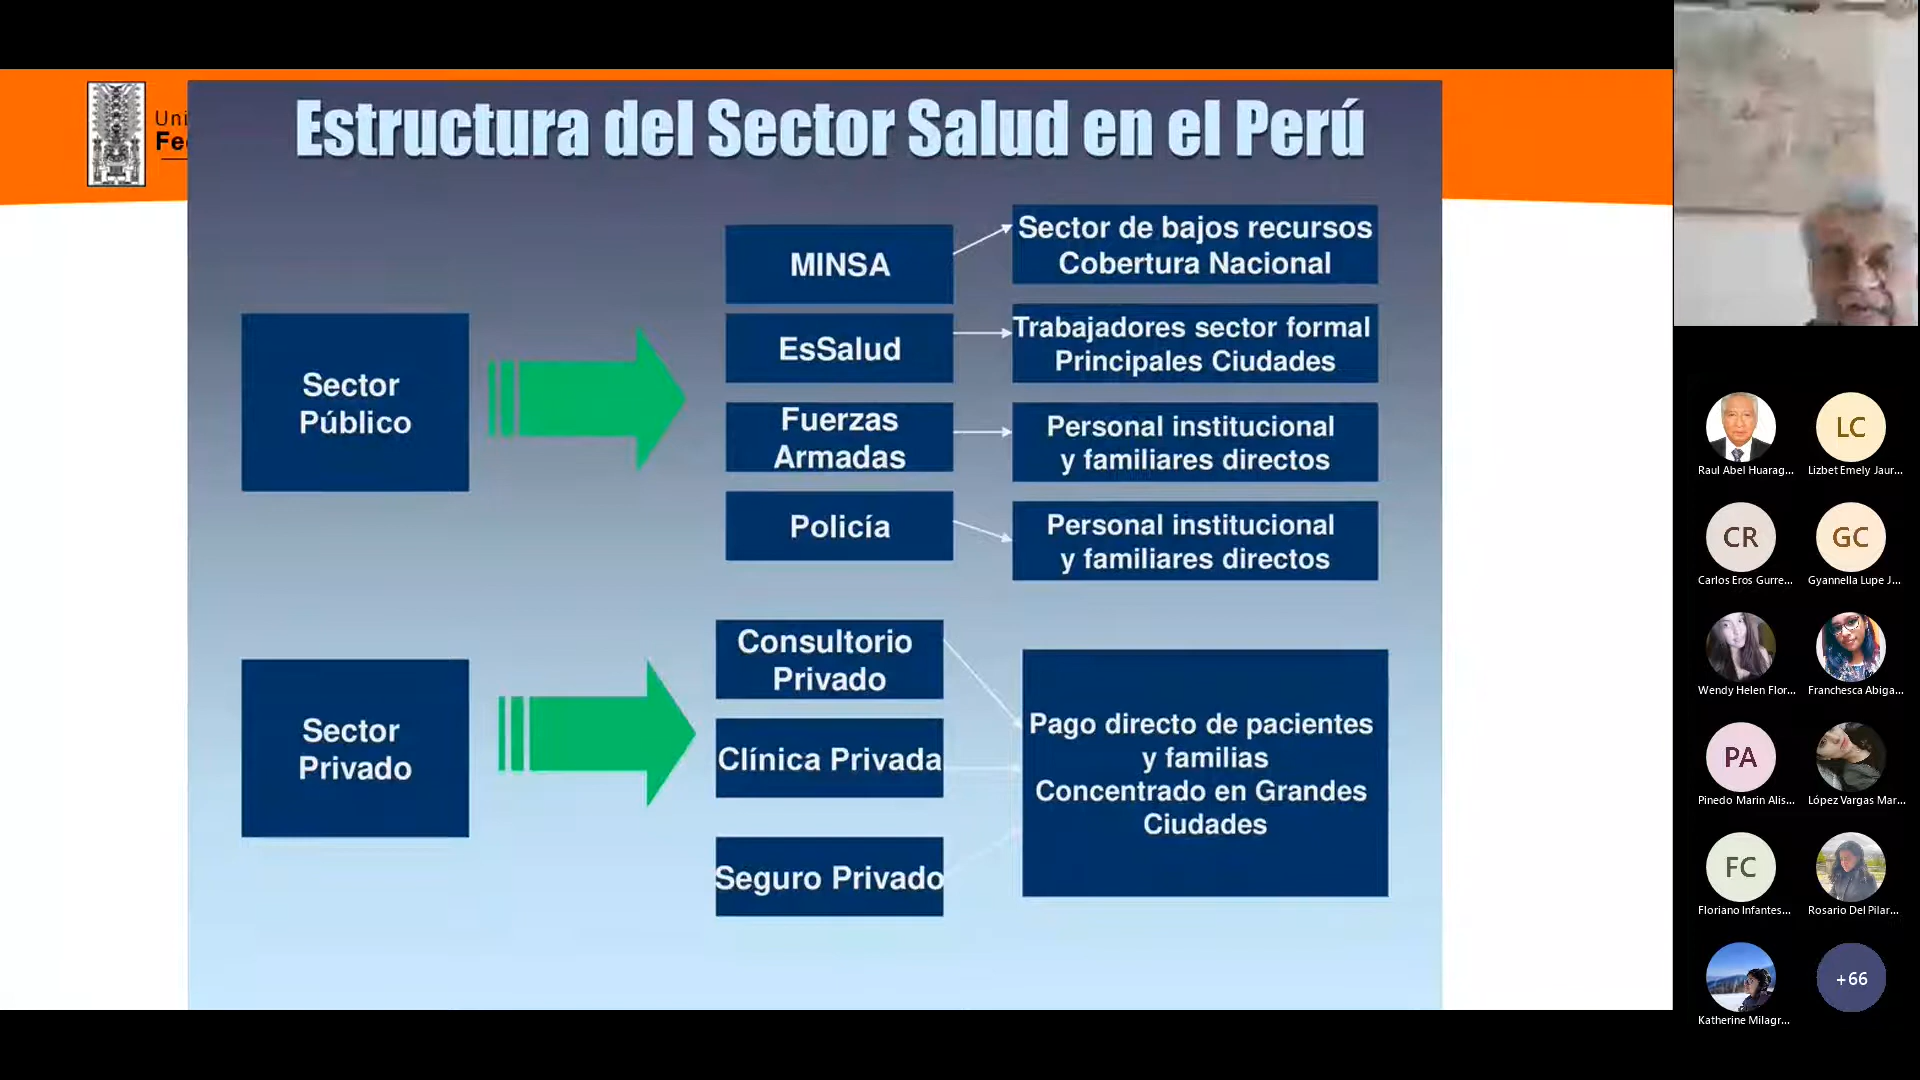 Uni
Fe
Estructura del Sector Salud en el Perú
Sector
Público
MINSA
Sector de bajos recursos
Cobertura Nacional
EsSalud
Trabajadores sector formal
Principales Ciudades
Fuerzas
Armadas
Personal institucional
y familiares directos
Policía
Personal institucional
y familiares directos
Sector
Privado
Consultorio
Privado
Clínica Privada
Seguro Privado
Pago directo de pacientes
y familias
Concentrado en Grandes
Ciudades
Raul Abel Huarag...
LC
Lizbet Emely Jaur...
CR
Carlos Eros Gurre...
GC
Gyannella Lupe J...
Wendy Helen Flor...
Franchesca Abiga...
PA
Pinedo Marin Alis...
López Vargas Mar...
FC
Floriano Infantes...
Rosario Del Pilar...
Katherine Milagr...
+66